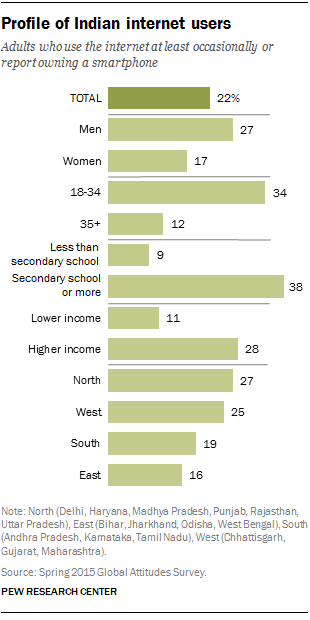 Profile of Indian internet users
Adults who use the internet at least occasionally or
report owning a smartphone
TOTAL 22%
Men 27
Women 17
18-34 34
35+ 12
Less than
secondary school 9
Secondary school
or more 38
Lower income 11
Higher income 28
North 27
West 25
South 19
East 16
Note: North (Delhi, Haryana, Madhya Pradesh, Punjab, Rajasthan,
Uttar Pradesh), East (Bihar, Jharkhand, Odisha, West Bengal), South
(Andhra Pradesh, Karnataka, Tamil Nadu), West (Chhattisgarh,
Gujarat, Maharashtra).
Source: Spring 2015 Global Attitudes Survey.
PEW RESEARCH CENTER